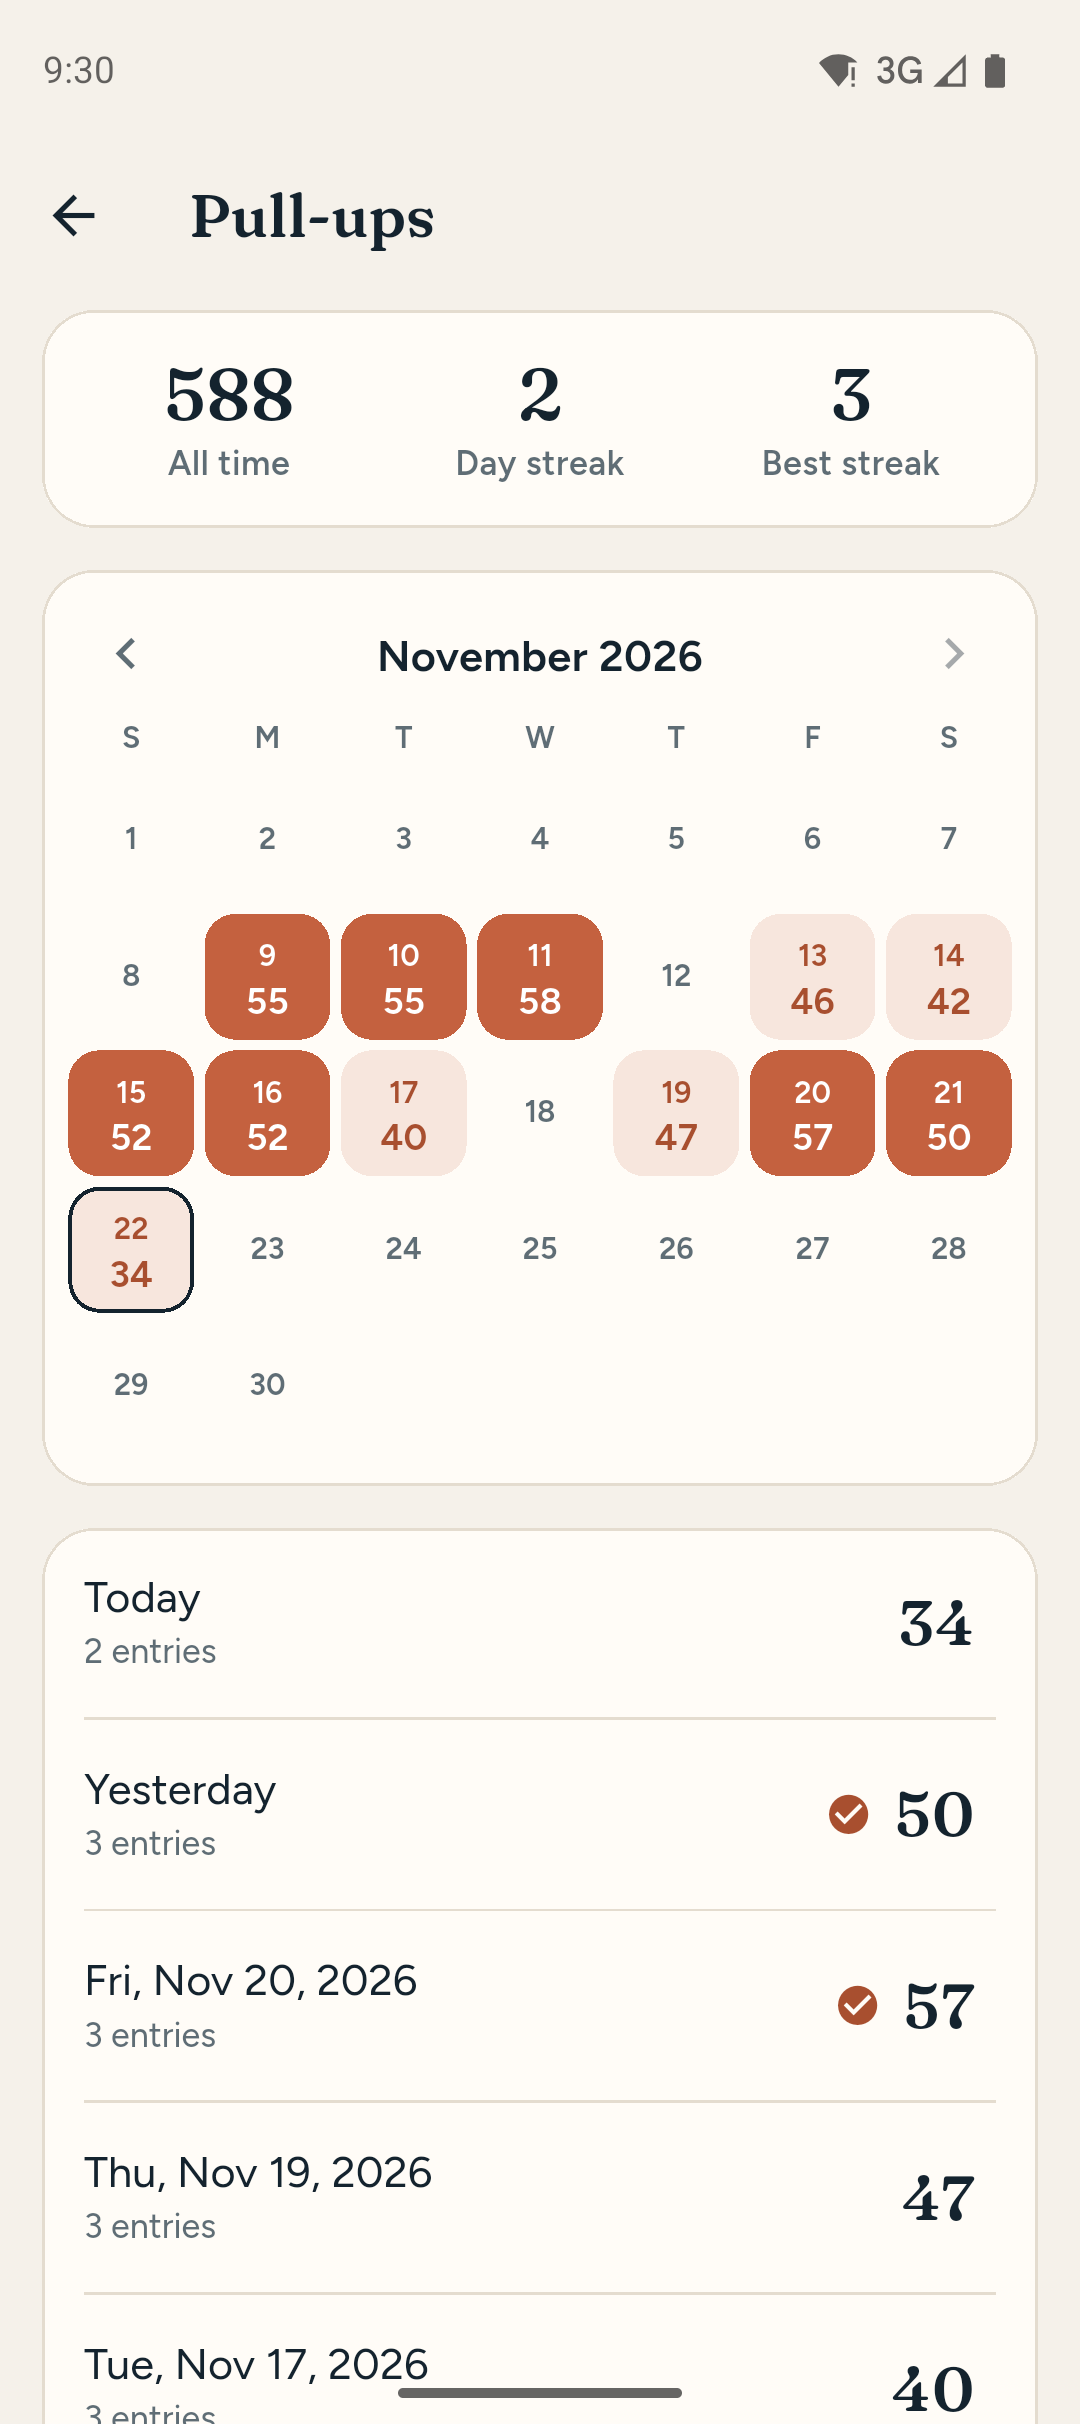 9:30
3G
Pull-ups
588 2 3
All time Day streak Best streak
November 2026
S M T W T F S
1 2 3 4 5 6 7
8 9 10 11 12 13 14
55 55 58 46 42
15 16 17 18 19 20 21
52 52 40 47 57 50
22 23 24 25 26 27 28
34
29 30
Today
2 entries
34
Yesterday
3 entries
50
Fri, Nov 20, 2026
3 entries
57
Thu, Nov 19, 2026
3 entries
47
Tue, Nov 17, 2026
3 entries
40